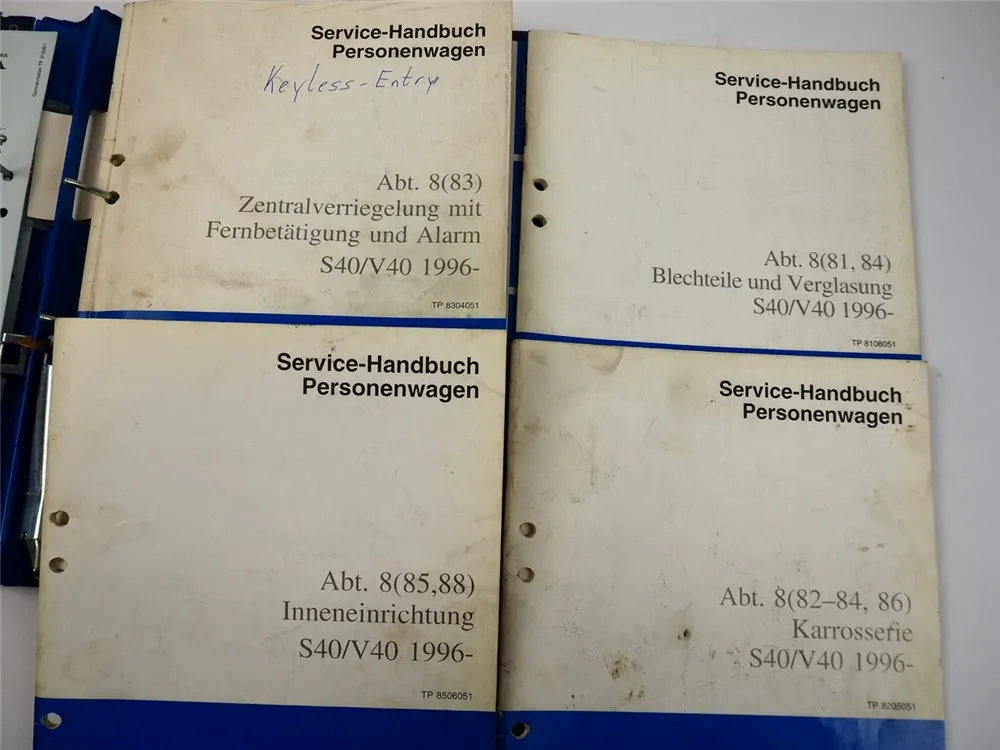 Service-Handbuch
Personenwagen
Keyless-Entry
Abt. 8(83)
Zentralverriegelung mit
Fernbetätigung und Alarm
S40/V40 1996-
TP 8304051
Service-Handbuch
Personenwagen
Abt. 8(81, 84)
Blechteile und Verglasung
S40/V40 1996-
TP 8108051
Service-Handbuch
Personenwagen
Abt. 8(85,88)
Inneneinrichtung
S40/V40 1996-
TP 8506051
Service-Handbuch
Personenwagen
Abt. 8(82–84, 86)
Karrosserie
S40/V40 1996-
TP 8205051